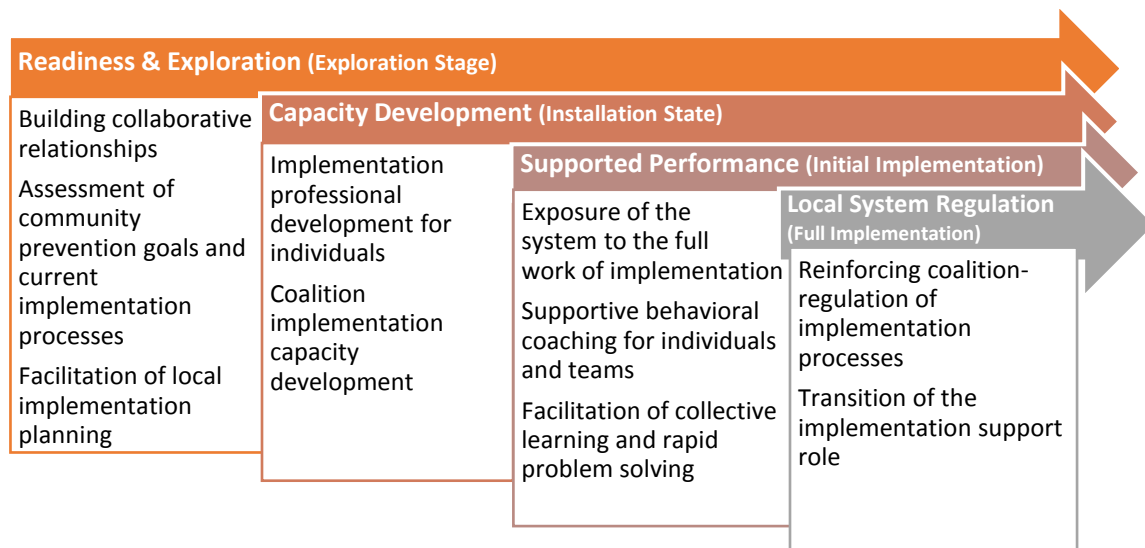 Readiness & Exploration (Exploration Stage)
Building collaborative
relationships
Assessment of
community
prevention goals and
current
implementation
processes
Facilitation of local
implementation
planning
Capacity Development (Installation State)
Implementation
professional
development for
individuals
Coalition
implementation
capacity
development
Supported Performance (Initial Implementation)
Exposure of the
system to the full
work of implementation
Supportive behavioral
coaching for individuals
and teams
Facilitation of collective
learning and rapid
problem solving
Local System Regulation
(Full Implementation)
Reinforcing coalition-
regulation of
implementation
processes
Transition of the
implementation support
role